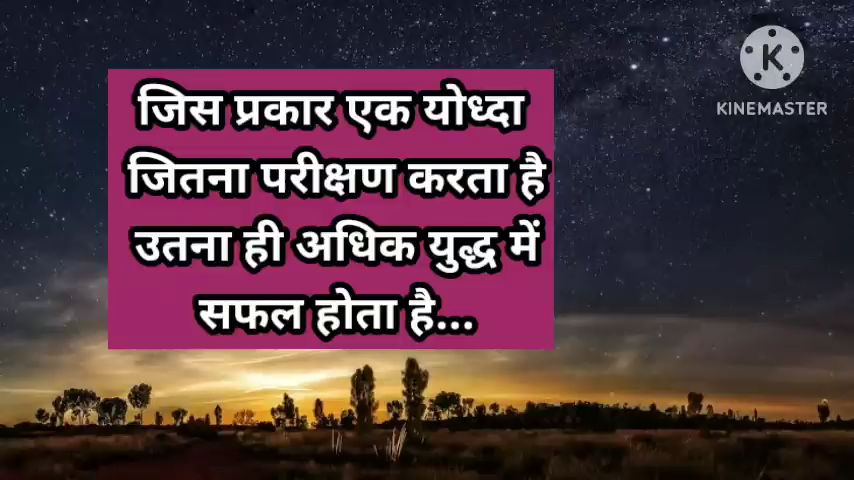 जिस प्रकार एक योध्दा
जितना परीक्षण करता है
उतना ही अधिक युद्ध में
सफल होता है...
K
KINEMASTER